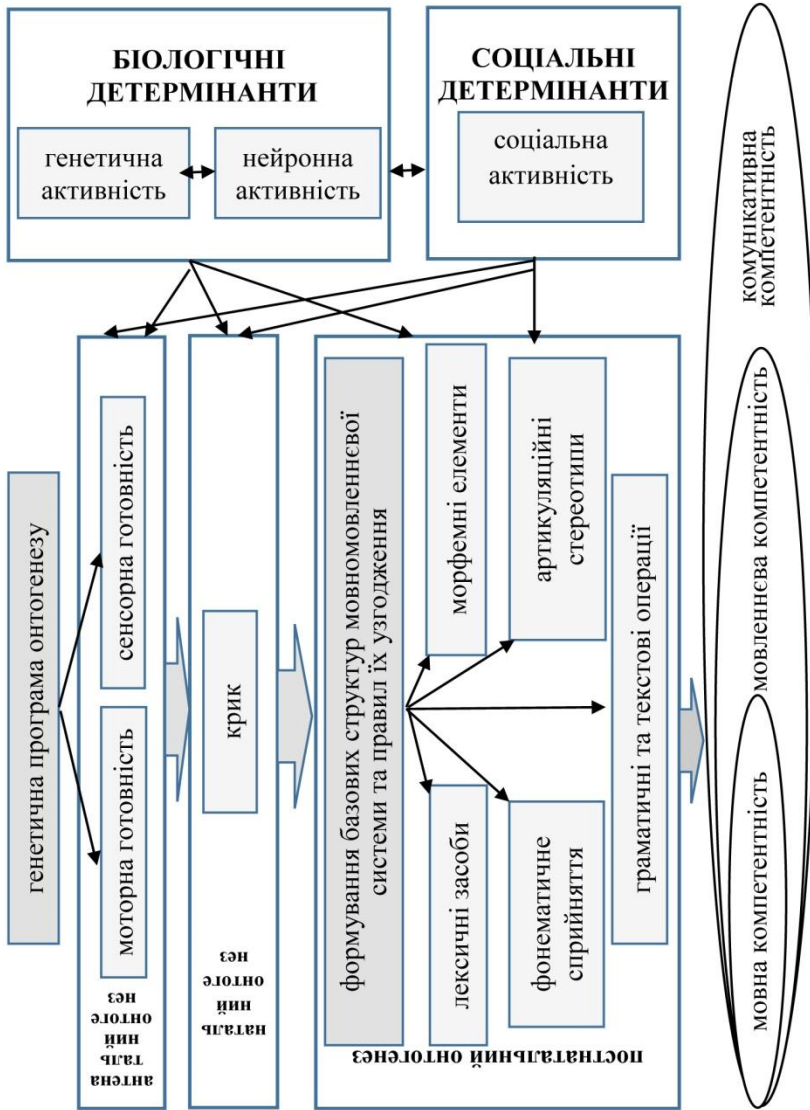 БІОЛОГІЧНІ
ДЕТЕРМІНАНТИ
генетична
активність
нейронна
активність
СОЦІАЛЬНІ
ДЕТЕРМІНАНТИ
соціальна
активність
генетична програма онтогенезу
антена
таль
ний
онтоге
нез
моторна готовність
сенсорна готовність
наталь
ний
онтоге
нез
крик
постнатальний онтогенез
формування базових структур мовномовленнєвої
системи та правил їх узгодження
лексичні засоби
морфемні елементи
фонематичне
сприйняття
артикуляційні
стереотипи
граматичні та текстові операції
мовна компетентність
мовленнєва компетентність
комунікативна
компетентність